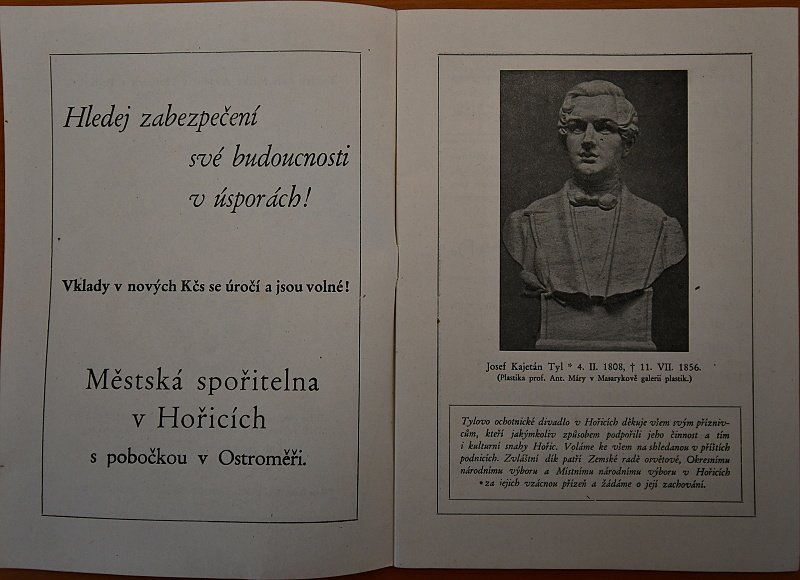 Hledej zabezpečení
své budoucnosti
v úsporách!
Vklady v nových Kčs se úročí a jsou volné!
Městská spořitelna
v Hořicích
s pobočkou v Ostroměři.
Josef Kajetán Tyl * 4. II. 1808, † 11. VII. 1856.
(Plastika prof. Ant. Máry v Masarykově galerii plastik.)
Tylovo ochotnické divadlo v Hořicích děkuje všem svým přízniv-
cům, kteří jakýmkoliv způsobem podpořili jeho činnost a tím
i kulturní snahy Hořic. Voláme ke všem na shledanou v příštích
podnicích. Zvláštní dík patří Zemské radě osvětové, Okresnímu
národnímu výboru a Místnímu národnímu výboru v Hořicích
za jejich vzácnou přízeň a žádáme o její zachování.